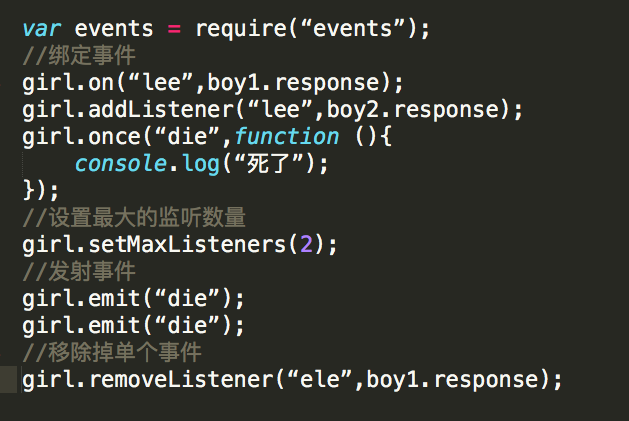 var events = require(“events”);
//绑定事件
girl.on(“lee”,boy1.response);
girl.addListener(“lee”,boy2.response);
girl.once(“die”,function (){
    console.log(“死了”);
});
//设置最大的监听数量
girl.setMaxListeners(2);
//发射事件
girl.emit(“die”);
girl.emit(“die”);
//移除掉单个事件
girl.removeListener(“ele”,boy1.response);